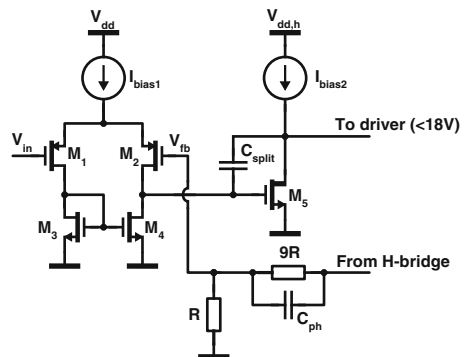 Vdd
Vdd,h
Ibias1
Ibias2
To driver (<18V)
Vin
M1
M2
Vfb
Csplit
M5
M3
M4
9R
From H-bridge
R
Cph